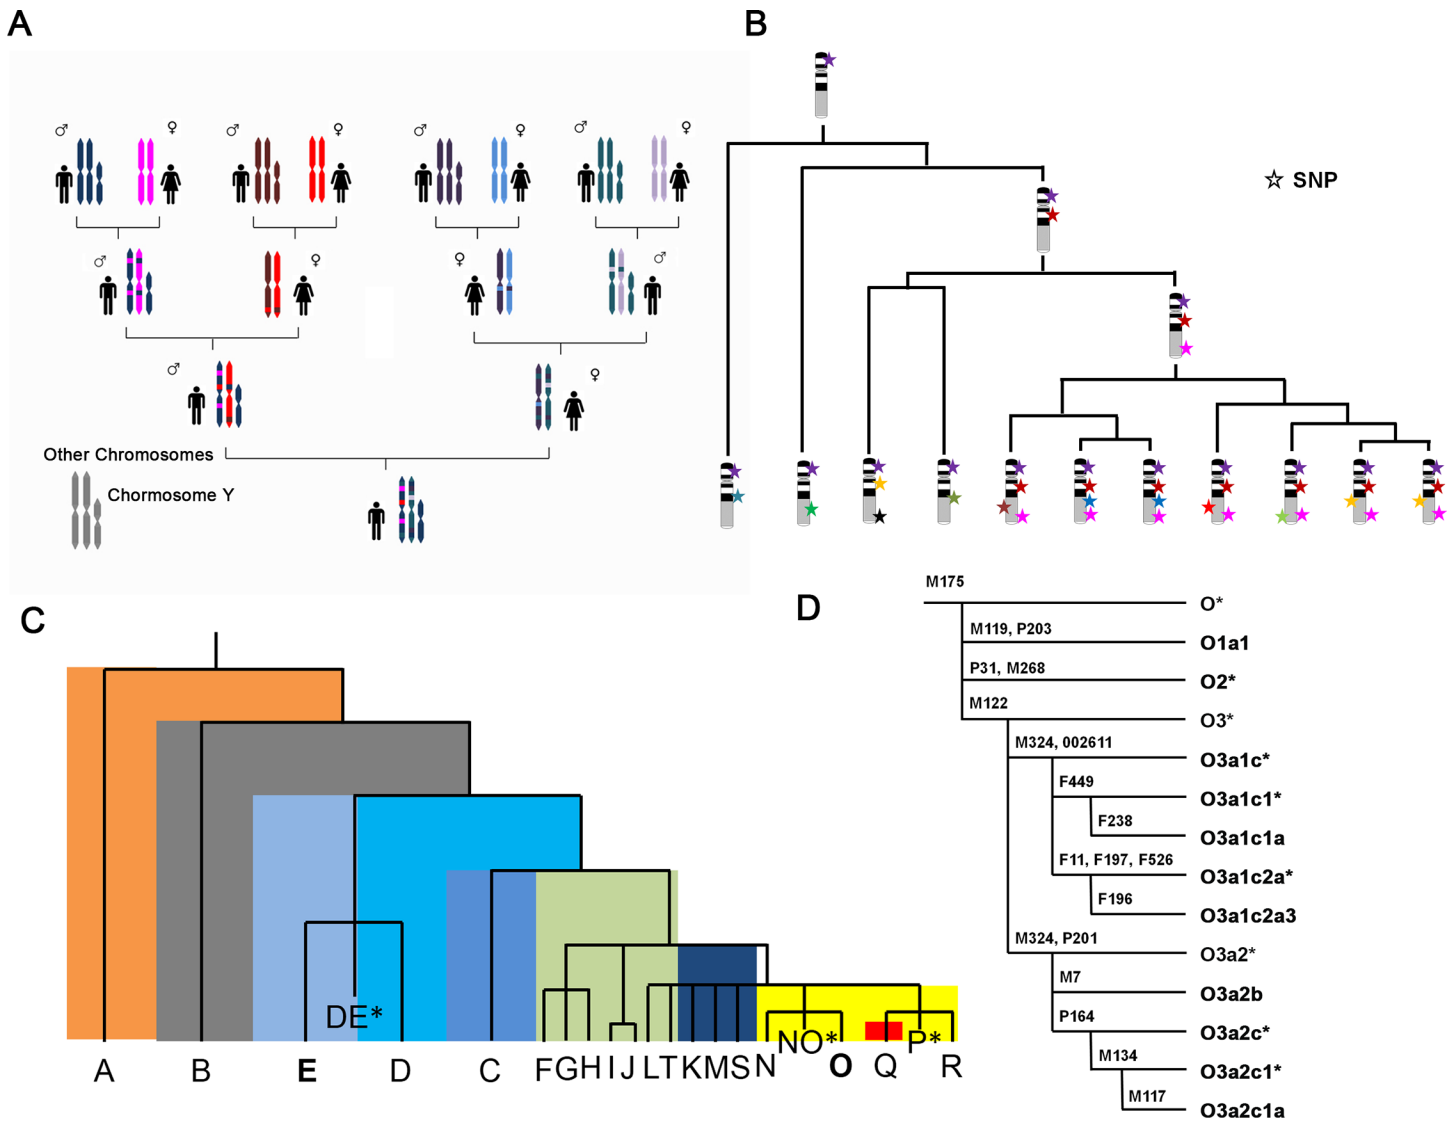 A
B
♂ ♀ ♂ ♀ ♂ ♀ ♂ ♀
☆ SNP
♂ ♀ ♀ ♂
♂ ♀
Other Chromosomes
Chormosome Y
C
DE*
NO*
P*
A B E D C F G H I J L T K M S N O Q R
D
M175
O*
M119, P203
O1a1
P31, M268
O2*
M122
O3*
M324, 002611
O3a1c*
F449
O3a1c1*
F238
O3a1c1a
F11, F197, F526
O3a1c2a*
F196
O3a1c2a3
M324, P201
O3a2*
M7
O3a2b
P164
O3a2c*
M134
O3a2c1*
M117
O3a2c1a